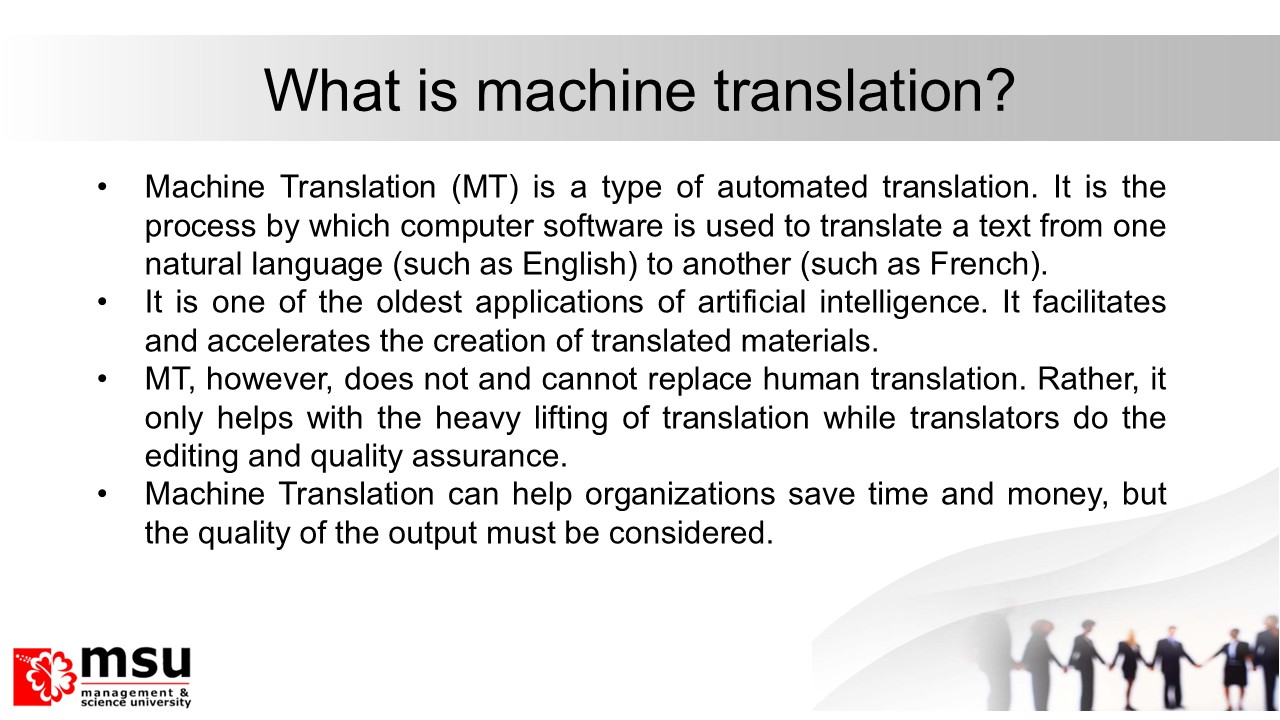 What is machine translation?
• Machine Translation (MT) is a type of automated translation. It is the
process by which computer software is used to translate a text from one
natural language (such as English) to another (such as French).
• It is one of the oldest applications of artificial intelligence. It facilitates
and accelerates the creation of translated materials.
• MT, however, does not and cannot replace human translation. Rather, it
only helps with the heavy lifting of translation while translators do the
editing and quality assurance.
• Machine Translation can help organizations save time and money, but
the quality of the output must be considered.
msu
management &
science university